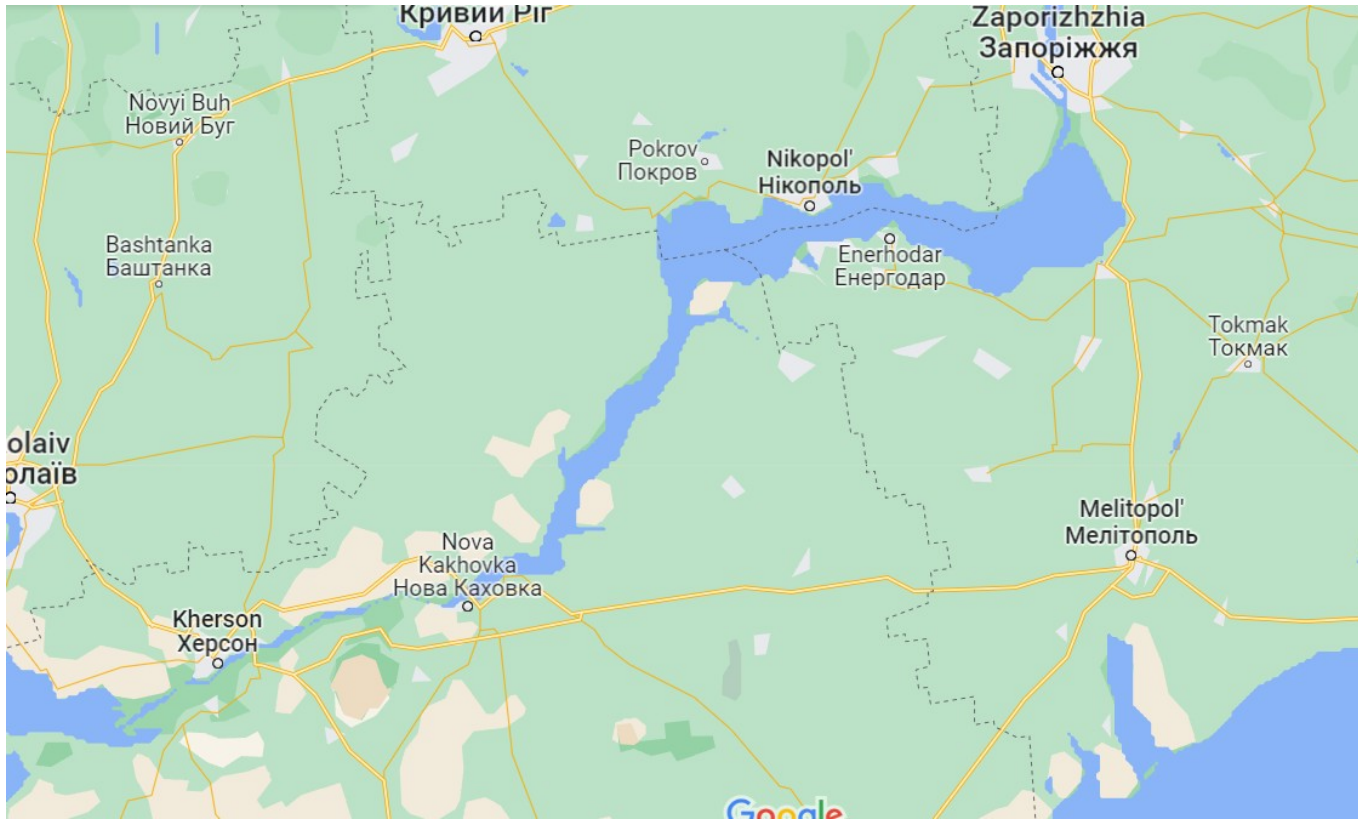 Кривий Ріг
Zaporizhzhia
Запоріжжя
Novyi Buh
Новий Буг
Pokrov
Покров
Nikopol'
Нікополь
Bashtanka
Баштанка
Enerhodar
Енергодар
Tokmak
Токмак
olaiv
олаїв
Melitopol'
Мелітополь
Nova
Kakhovka
Нова Каховка
Kherson
Херсон
Google